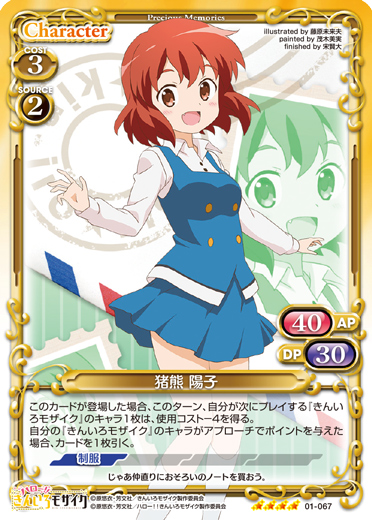 Precious Memories
Character
illustrated by 藤原未来夫
painted by 茂木美実
finished by 宋賢大
COST
3
SOURCE
2
40 AP
DP 30
猪熊 陽子
このカードが登場した場合、このターン、自分が次にプレイする『きんい
ろモザイク』のキャラ1枚は、使用コスト－4を得る。
自分の『きんいろモザイク』のキャラがアプローチでポイントを与えた
場合、カードを1枚引く。
制服
じゃあ仲直りにおそろいのノートを買おう。
ハロー!!
きんいろモザイク
©原悠衣・芳文社／きんいろモザイク製作委員会
©原悠衣・芳文社／ハロー!!きんいろモザイク製作委員会
★★★★★
01-067